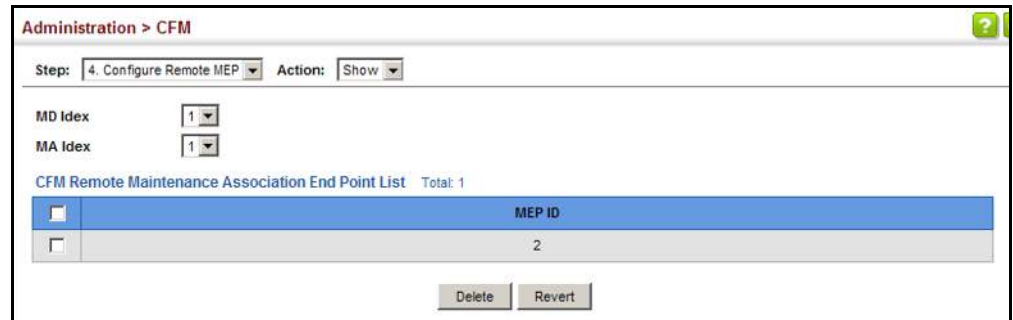 Administration > CFM
?
Step: 4. Configure Remote MEP Action: Show
MD Idex 1
MA Idex 1
CFM Remote Maintenance Association End Point List Total: 1
MEP ID
2
Delete Revert